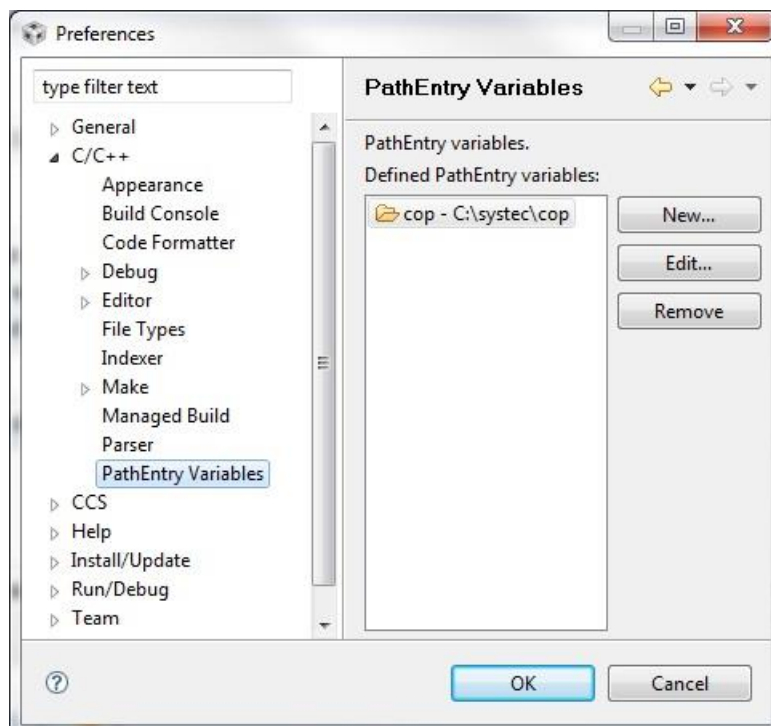 Preferences
type filter text
General
C/C++
Appearance
Build Console
Code Formatter
Debug
Editor
File Types
Indexer
Make
Managed Build
Parser
PathEntry Variables
CCS
Help
Install/Update
Run/Debug
Team
PathEntry Variables
PathEntry variables.
Defined PathEntry variables:
cop - C:\systec\cop
New...
Edit...
Remove
?
OK
Cancel